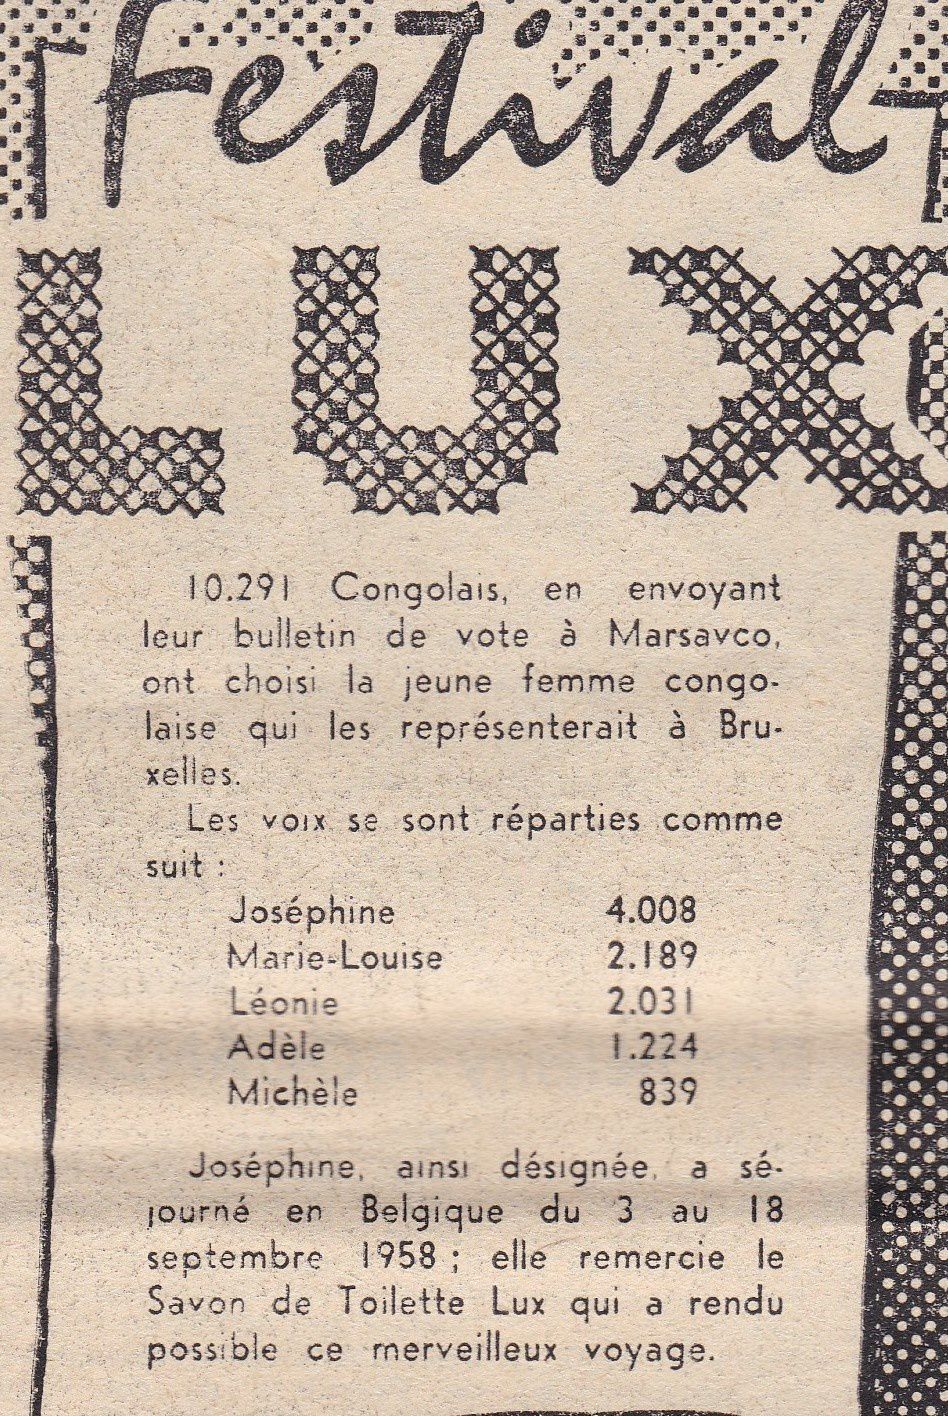 Festival
LUX
10.291 Congolais, en envoyant
leur bulletin de vote à Marsavco,
ont choisi la jeune femme congo-
laise qui les représenterait à Bru-
xelles.
Les voix se sont réparties comme
suit :
Joséphine 4.008
Marie-Louise 2.189
Léonie 2.031
Adèle 1.224
Michèle 839
Joséphine, ainsi désignée, a sé-
journé en Belgique du 3 au 18
septembre 1958 ; elle remercie le
Savon de Toilette Lux qui a rendu
possible ce merveilleux voyage.